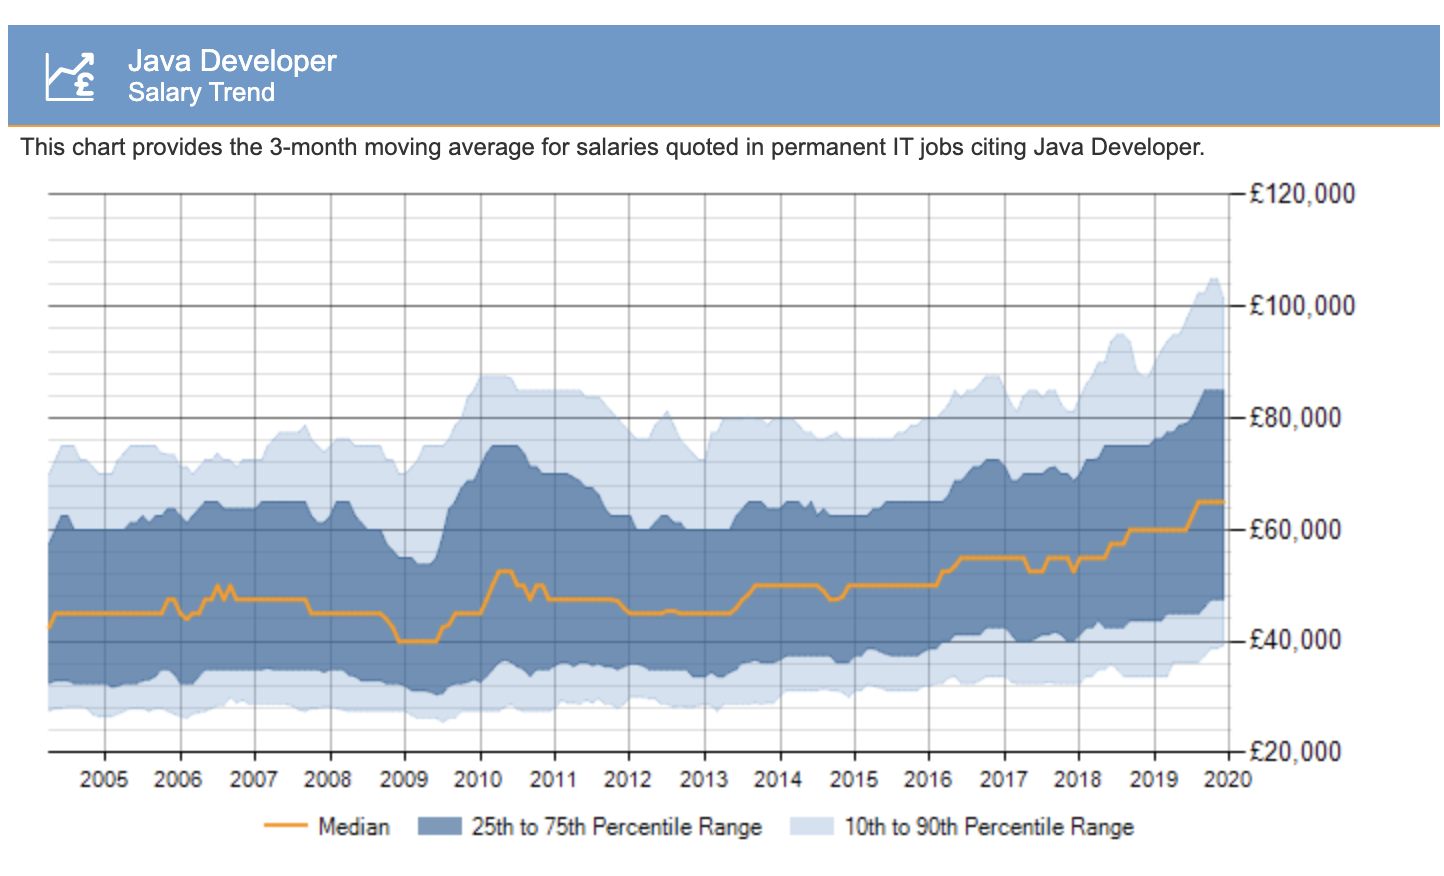 Java Developer
Salary Trend
This chart provides the 3-month moving average for salaries quoted in permanent IT jobs citing Java Developer.
£120,000
£100,000
£80,000
£60,000
£40,000
£20,000
2005 2006 2007 2008 2009 2010 2011 2012 2013 2014 2015 2016 2017 2018 2019 2020
Median 25th to 75th Percentile Range 10th to 90th Percentile Range